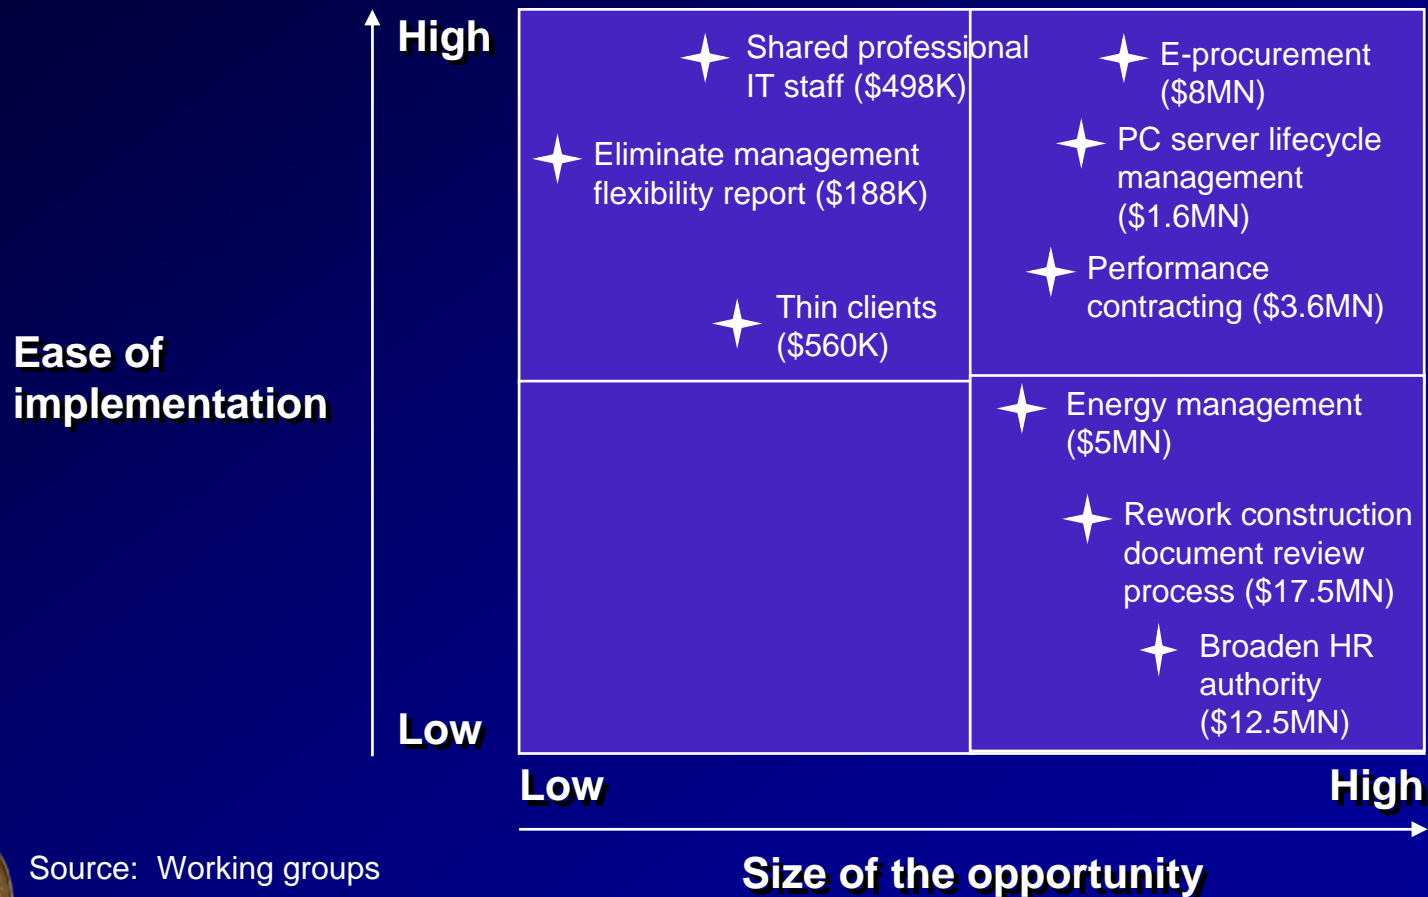 High
Shared professional
IT staff ($498K)
E-procurement
($8MN)
Eliminate management
flexibility report ($188K)
PC server lifecycle
management
($1.6MN)
Performance
contracting ($3.6MN)
Thin clients
($560K)
Ease of
implementation
Energy management
($5MN)
Rework construction
document review
process ($17.5MN)
Broaden HR
authority
($12.5MN)
Low
Low
High
Source: Working groups
Size of the opportunity